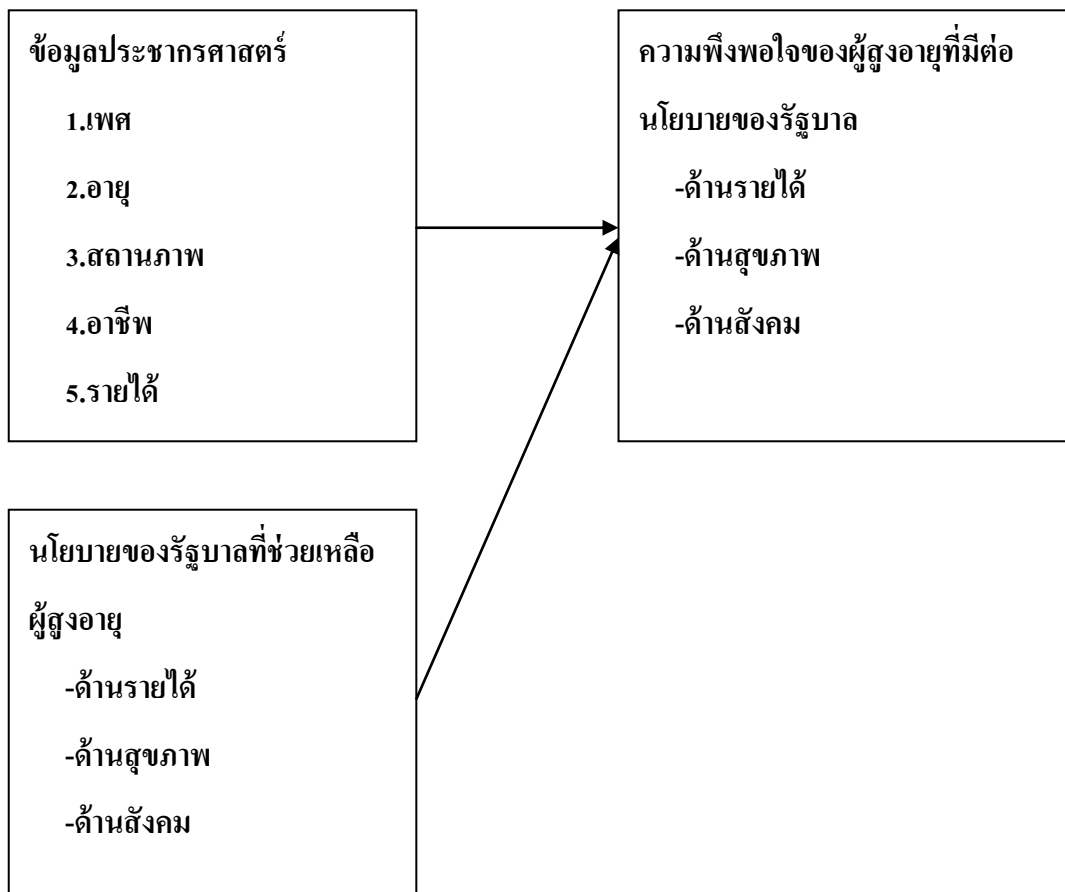 ข้อมูลประชากรศาสตร์
1.เพศ
2.อายุ
3.สถานภาพ
4.อาชีพ
5.รายได้
ความพึงพอใจของผู้สูงอายุที่มีต่อ
นโยบายของรัฐบาล
-ด้านรายได้
-ด้านสุขภาพ
-ด้านสังคม
นโยบายของรัฐบาลที่ช่วยเหลือ
ผู้สูงอายุ
-ด้านรายได้
-ด้านสุขภาพ
-ด้านสังคม